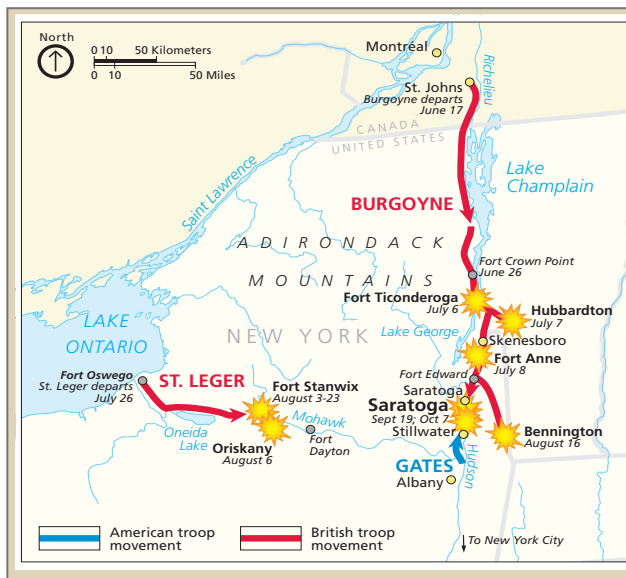 North
0 10 50 Kilometers
0 10 50 Miles
Montréal
St. Johns
Burgoyne departs
June 17
Richelieu
CANADA
UNITED STATES
Saint Lawrence
Lake
Champlain
BURGOYNE
ADIRONDACK
MOUNTAINS
Fort Crown Point
June 26
Fort Ticonderoga
July 6
Hubbardton
July 7
LAKE
ONTARIO
NEW YORK
Lake George
Skenesboro
Fort Anne
July 8
Fort Oswego
St. Leger departs
July 26
ST. LEGER
Fort Stanwix
August 3-23
Fort Edward
Saratoga
Saratoga
Sept 19; Oct 7
Stillwater
Mohawk
Oneida
Lake
Oriskany
August 6
Fort
Dayton
Bennington
August 16
Hudson
GATES
Albany
American troop
movement
British troop
movement
To New York City